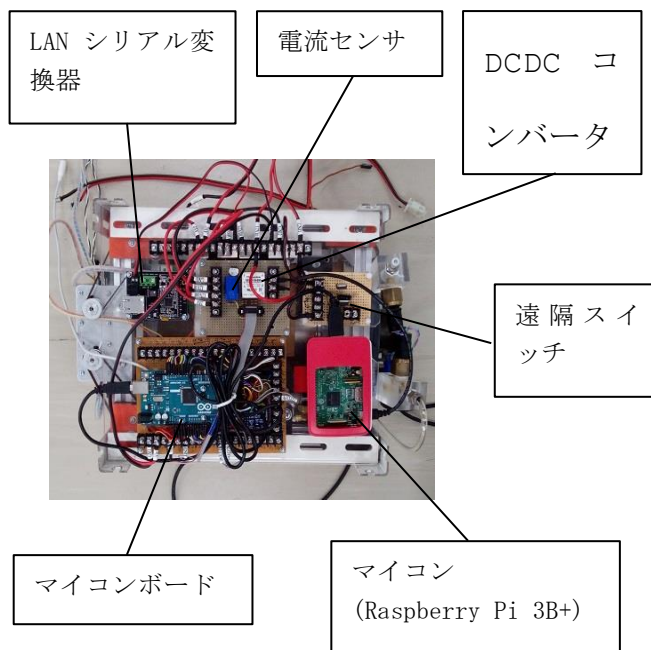 LAN シリアル変
換器
電流センサ
DCDC コ
ンバータ
遠隔スイ
ッチ
マイコンボード
マイコン
(Raspberry Pi 3B+)